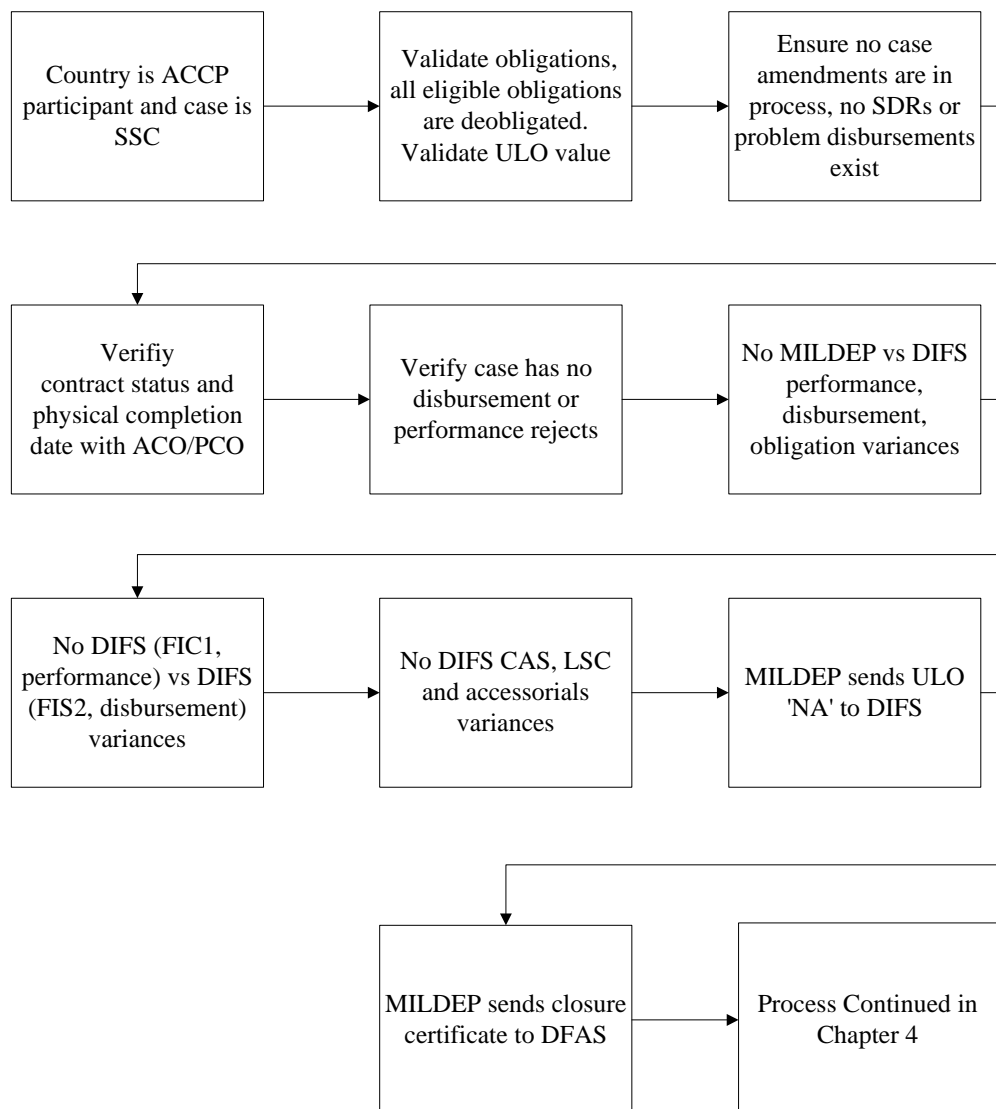 Country is ACCP
participant and case is
SSC
Validate obligations,
all eligible obligations
are deobligated.
Validate ULO value
Ensure no case
amendments are in
process, no SDRs or
problem disbursements
exist
Verifiy
contract status and
physical completion
date with ACO/PCO
Verify case has no
disbursement or
performance rejects
No MILDEP vs DIFS
performance,
disbursement,
obligation variances
No DIFS (FIC1,
performance) vs DIFS
(FIS2, disbursement)
variances
No DIFS CAS, LSC
and accessorials
variances
MILDEP sends ULO
'NA' to DIFS
MILDEP sends closure
certificate to DFAS
Process Continued in
Chapter 4